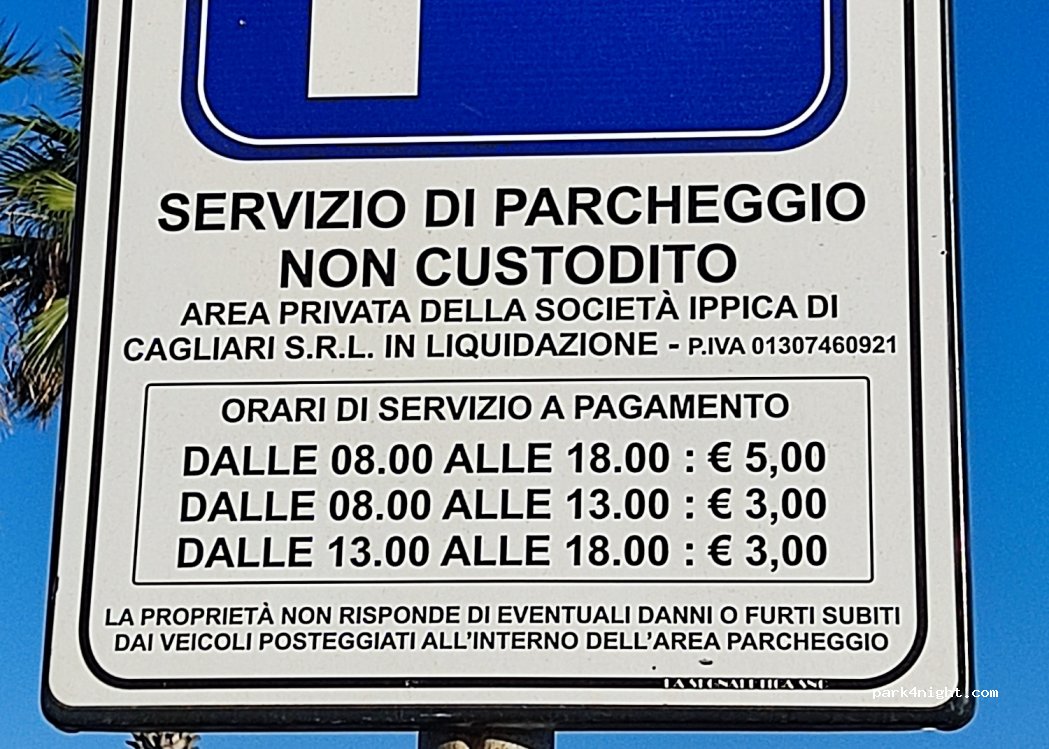 SERVIZIO DI PARCHEGGIO
NON CUSTODITO
AREA PRIVATA DELLA SOCIETÀ IPPICA DI
CAGLIARI S.R.L. IN LIQUIDAZIONE - P.IVA 01307460921
ORARI DI SERVIZIO A PAGAMENTO
DALLE 08.00 ALLE 18.00 : € 5,00
DALLE 08.00 ALLE 13.00 : € 3,00
DALLE 13.00 ALLE 18.00 : € 3,00
LA PROPRIETÀ NON RISPONDE DI EVENTUALI DANNI O FURTI SUBITI
DAI VEICOLI POSTEGGIATI ALL'INTERNO DELL'AREA PARCHEGGIO
LA SEGNALETICA SNC
park4night.com